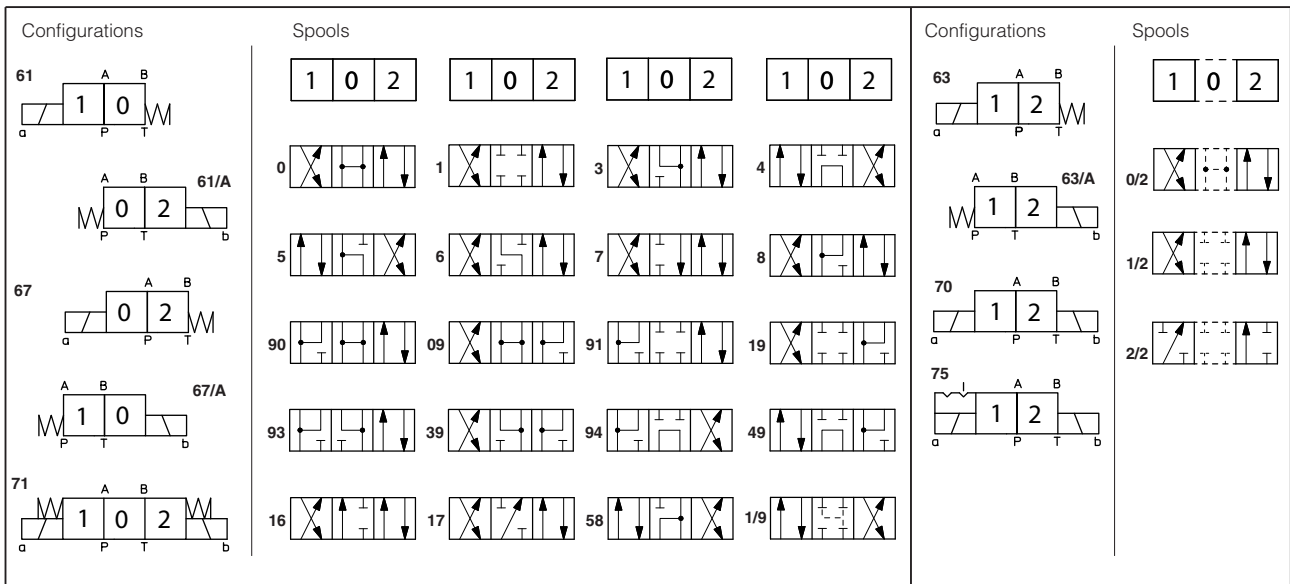 Configurations
Spools
Configurations
Spools
61
A B
1 0
a P T
61/A
A B
0 2
P T b
67
A B
0 2
a P T
67/A
A B
1 0
P T b
71
A B
1 0 2
a P T b
1 0 2
1 0 2
1 0 2
1 0 2
0
1
3
4
5
6
7
8
90
09
91
19
93
39
94
49
16
17
58
1/9
63
A B
1 2
a P T
63/A
A B
1 2
P T b
70
A B
1 2
a P T b
75
A B
1 2
a P T b
1 0 2
0/2
1/2
2/2